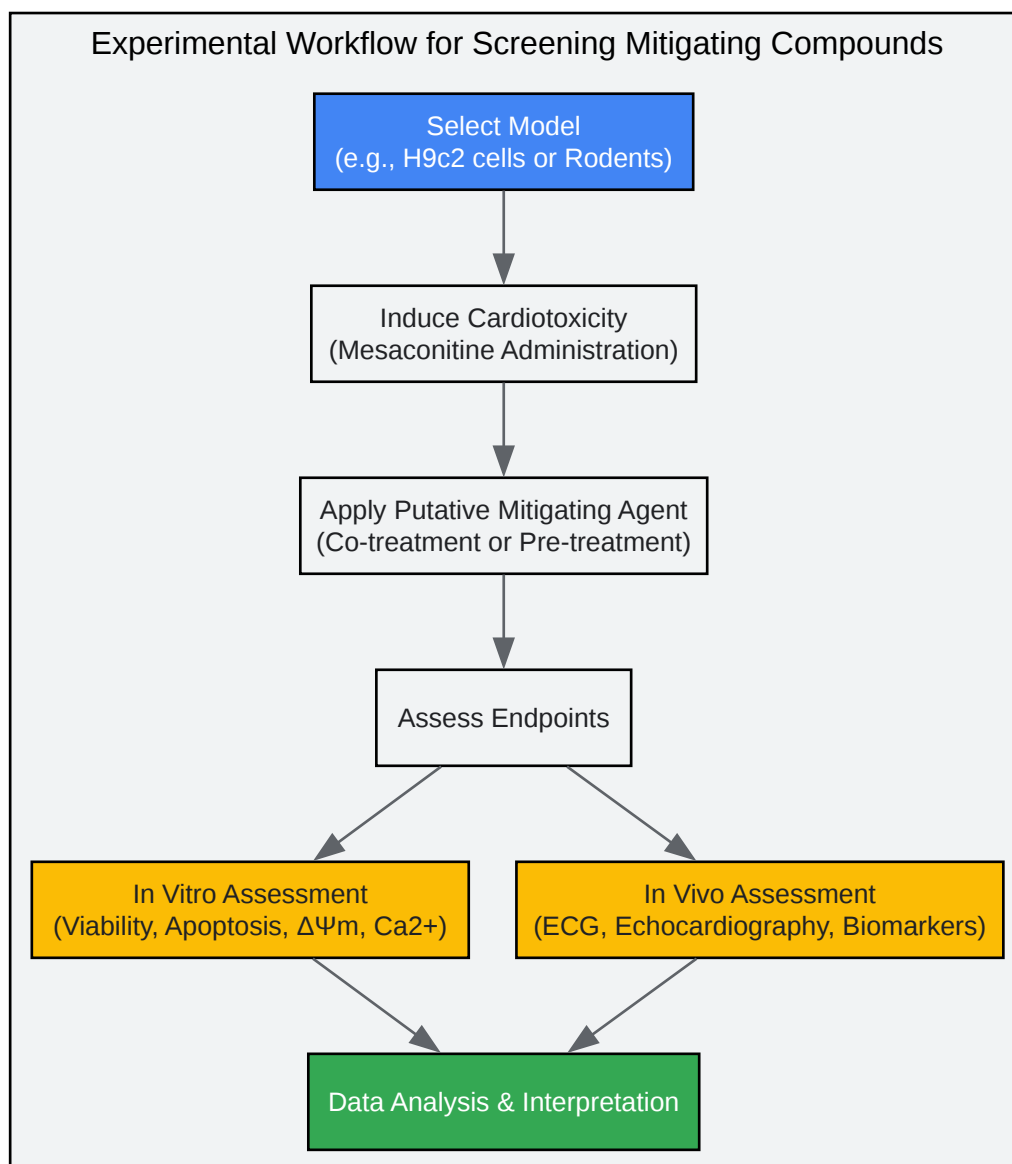 Experimental Workflow for Screening Mitigating Compounds
Select Model
(e.g., H9c2 cells or Rodents)
Induce Cardiotoxicity
(Mesaconitine Administration)
Apply Putative Mitigating Agent
(Co-treatment or Pre-treatment)
Assess Endpoints
In Vitro Assessment
(Viability, Apoptosis, ΔΨm, Ca2+)
In Vivo Assessment
(ECG, Echocardiography, Biomarkers)
Data Analysis & Interpretation